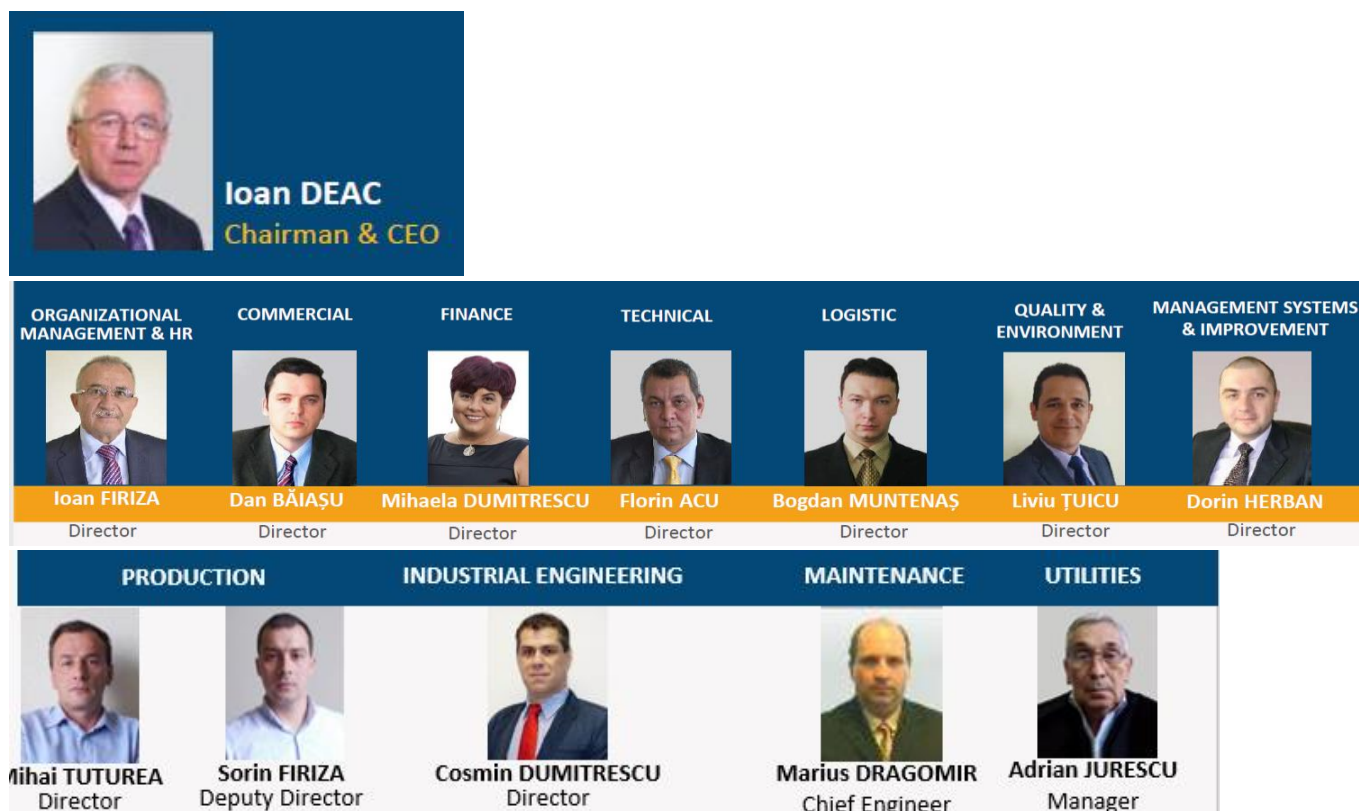 Ioan DEAC
Chairman & CEO
ORGANIZATIONAL
MANAGEMENT & HR
COMMERCIAL
FINANCE
TECHNICAL
LOGISTIC
QUALITY &
ENVIRONMENT
MANAGEMENT SYSTEMS
& IMPROVEMENT
Ioan FIRIZA
Dan BĂIAȘU
Mihaela DUMITRESCU
Florin ACU
Bogdan MUNTENAȘ
Liviu ȚUICU
Dorin HERBAN
Director
Director
Director
Director
Director
Director
Director
PRODUCTION
INDUSTRIAL ENGINEERING
MAINTENANCE
UTILITIES
Mihai TUTUREA
Director
Sorin FIRIZA
Deputy Director
Cosmin DUMITRESCU
Director
Marius DRAGOMIR
Chief Engineer
Adrian JURESCU
Manager